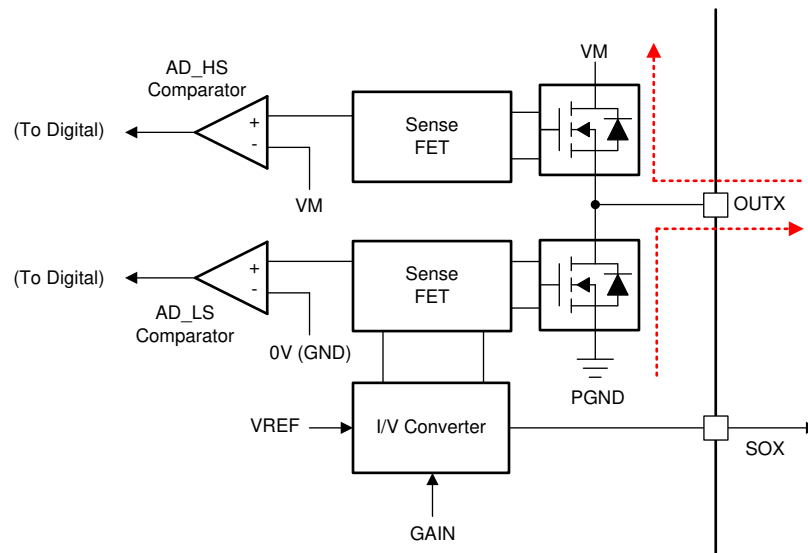 VM
AD_HS
Comparator
(To Digital)
+
-
Sense
FET
VM
OUTX
(To Digital)
+
-
Sense
FET
AD_LS
Comparator
0V (GND)
PGND
VREF
I/V Converter
SOX
GAIN